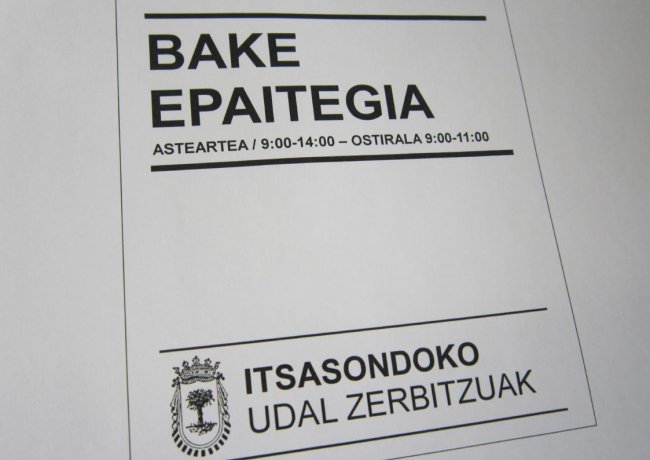 BAKE
EPAITEGIA
ASTEARTEA / 9:00-14:00 – OSTIRALA 9:00-11:00
ITSASONDOKO
UDAL ZERBITZUAK